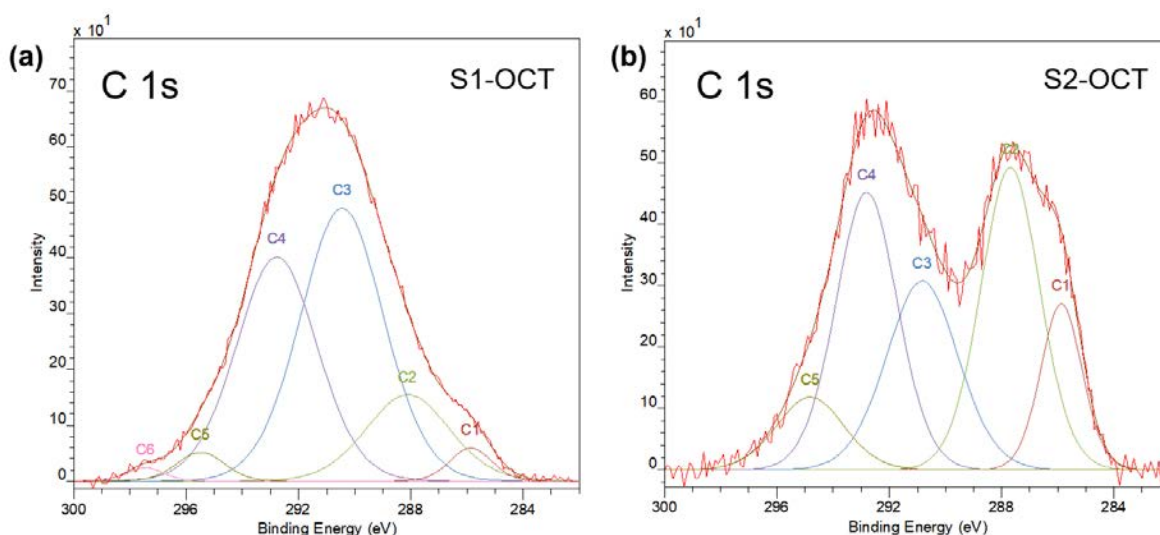 (a)
x 10¹
C 1s
S1-OCT
70
60
50
40
30
20
10
0
Intensity
C6
C5
C4
C3
C2
C1
300
296
292
288
284
Binding Energy (eV)
(b)
x 10¹
C 1s
S2-OCT
60
50
40
30
20
10
0
Intensity
C5
C4
C3
C2
C1
300
296
292
288
284
Binding Energy (eV)